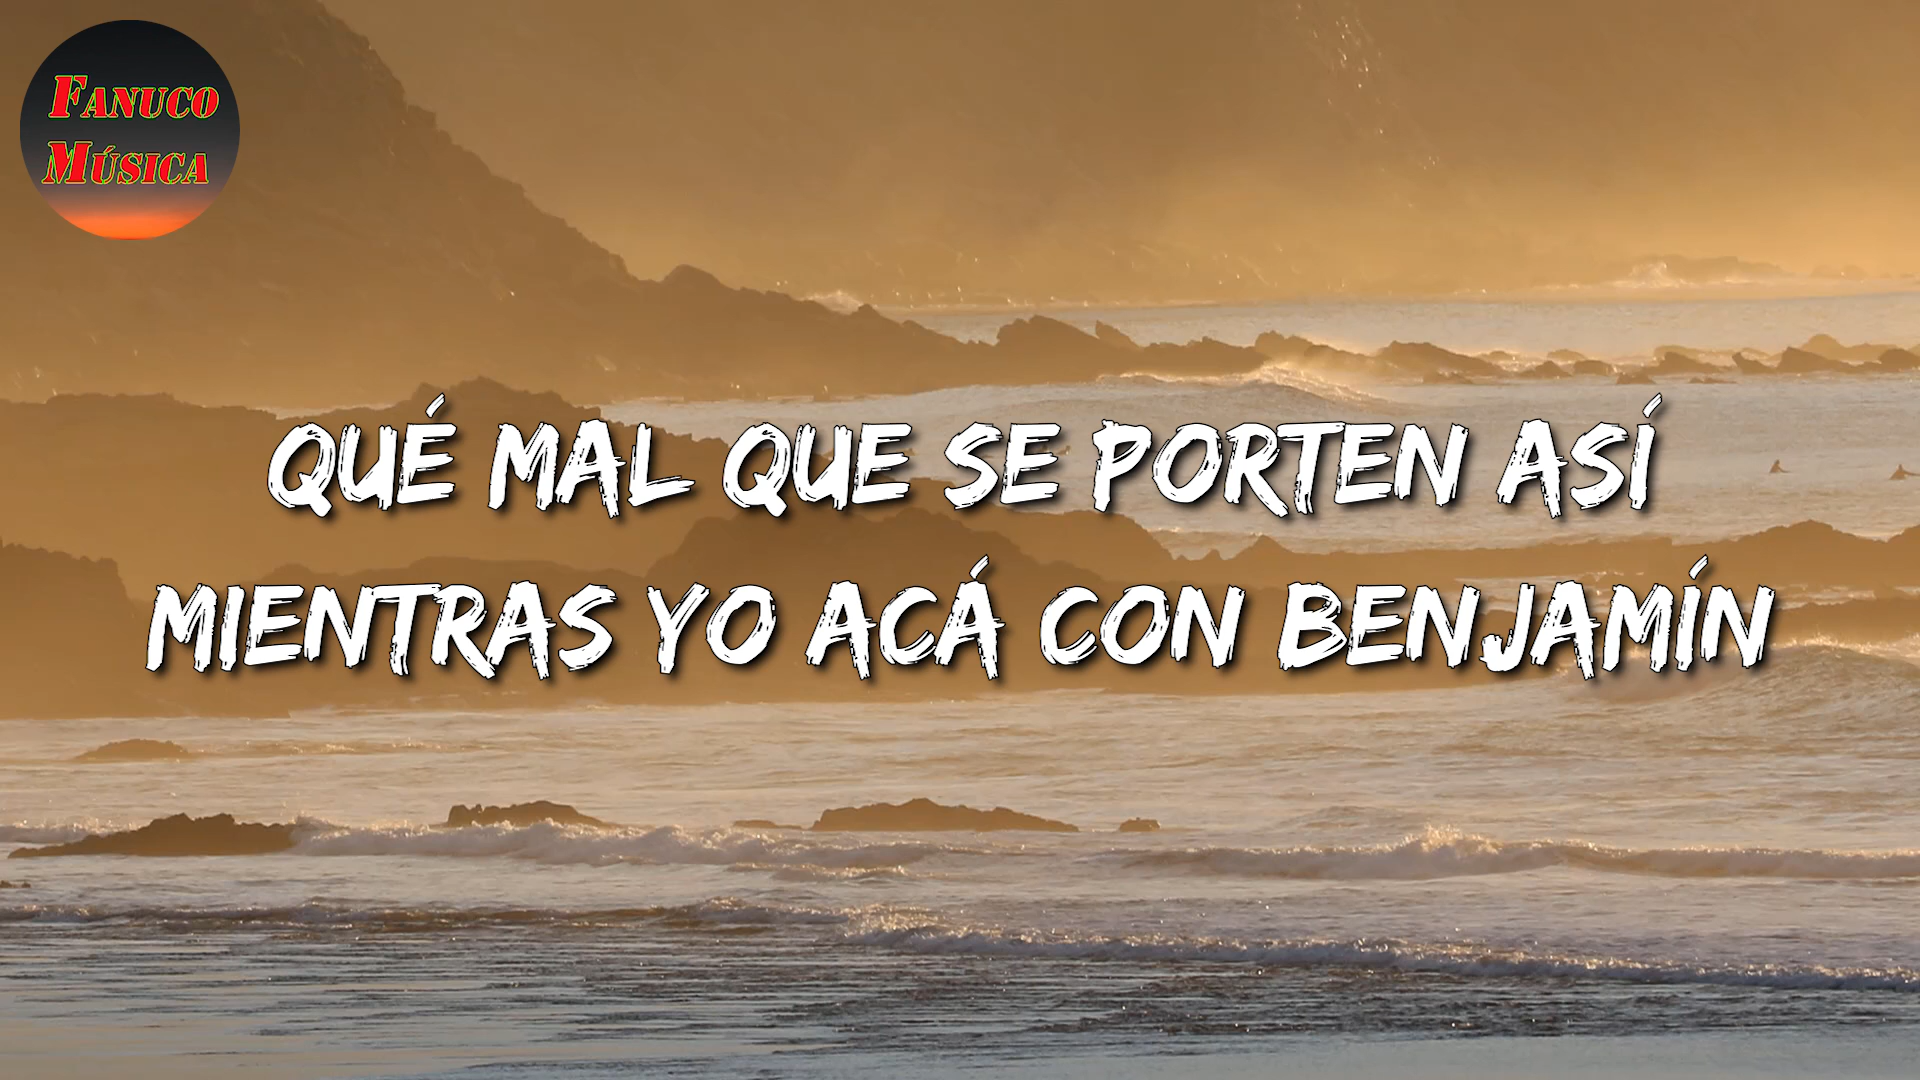 FANUCO
MÚSICA
QUÉ MAL QUE SE PORTEN ASÍ
MIENTRAS YO ACÁ CON BENJAMÍN